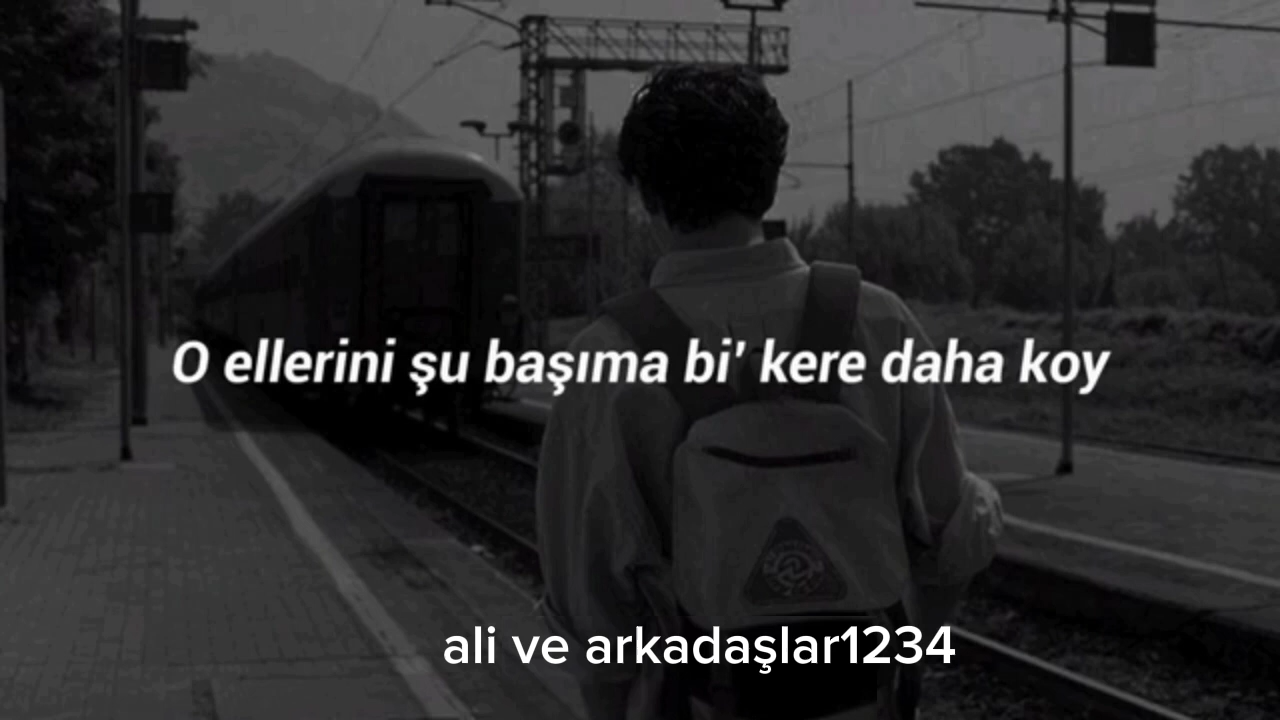 O ellerini şu başıma bi' kere daha koy
ali ve arkadaşlar1234